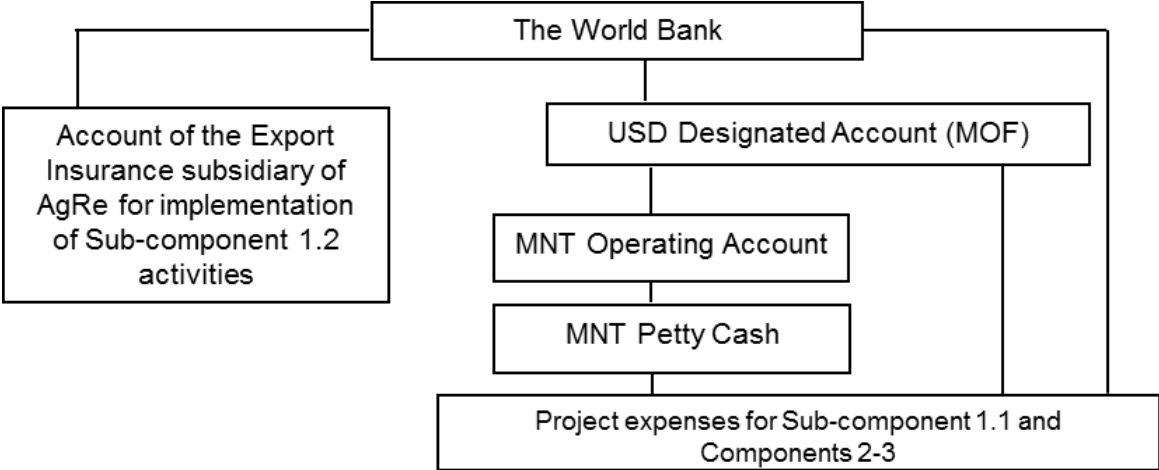 The World Bank
Account of the Export
Insurance subsidiary of
AgRe for implementation
of Sub-component 1.2
activities
USD Designated Account (MOF)
MNT Operating Account
MNT Petty Cash
Project expenses for Sub-component 1.1 and
Components 2-3